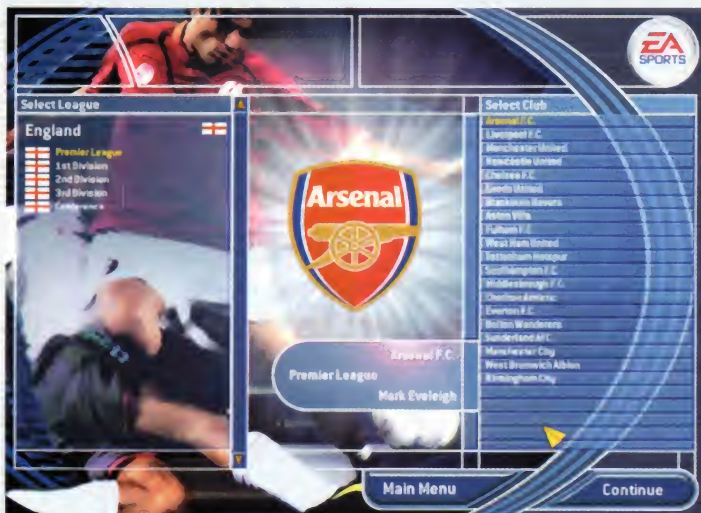 EA
SPORTS
Select League
England
Premier League
1st Division
2nd Division
3rd Division
Conference
Arsenal
Arsenal F.C.
Premier League
Mark Eveleigh
Select Club
Arsenal F.C.
Liverpool F.C.
Manchester United
Newcastle United
Chelsea F.C.
Leeds United
Blackburn Rovers
Aston Villa
Fulham F.C.
West Ham United
Tottenham Hotspur
Southampton F.C.
Middlesbrough F.C.
Charlton Athletic
Everton F.C.
Bolton Wanderers
Sunderland AFC
Manchester City
West Bromwich Albion
Birmingham City
Main Menu
Continue